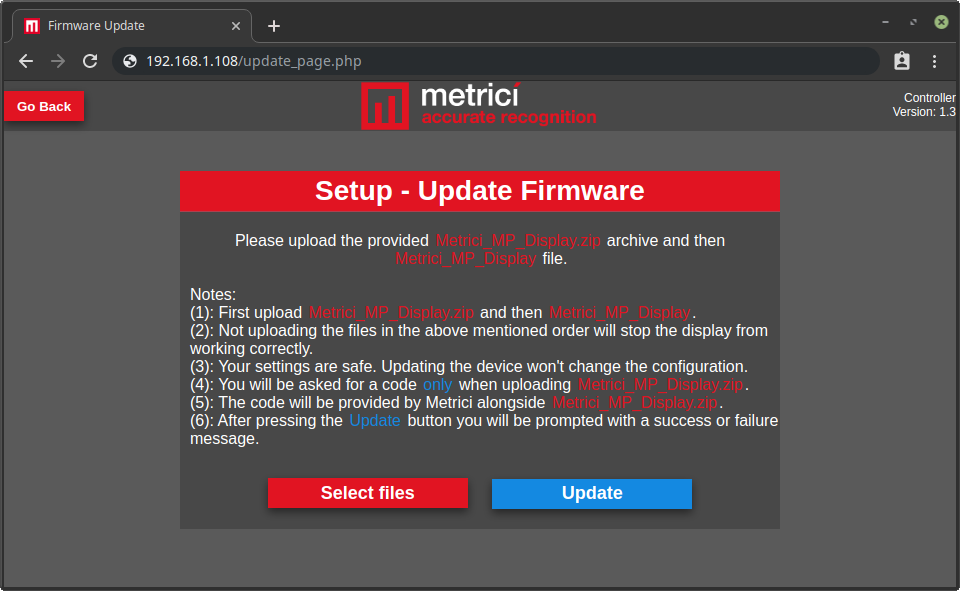 Firmware Update
192.168.1.108/update_page.php
Go Back
metrici
accurate recognition
Controller
Version: 1.3
Setup - Update Firmware
Please upload the provided Metrici_MP_Display.zip archive and then
Metrici_MP_Display file.
Notes:
(1): First upload Metrici_MP_Display.zip and then Metrici_MP_Display.
(2): Not uploading the files in the above mentioned order will stop the display from
working correctly.
(3): Your settings are safe. Updating the device won't change the configuration.
(4): You will be asked for a code only when uploading Metrici_MP_Display.zip.
(5): The code will be provided by Metrici alongside Metrici_MP_Display.zip.
(6): After pressing the Update button you will be prompted with a success or failure
message.
Select files
Update